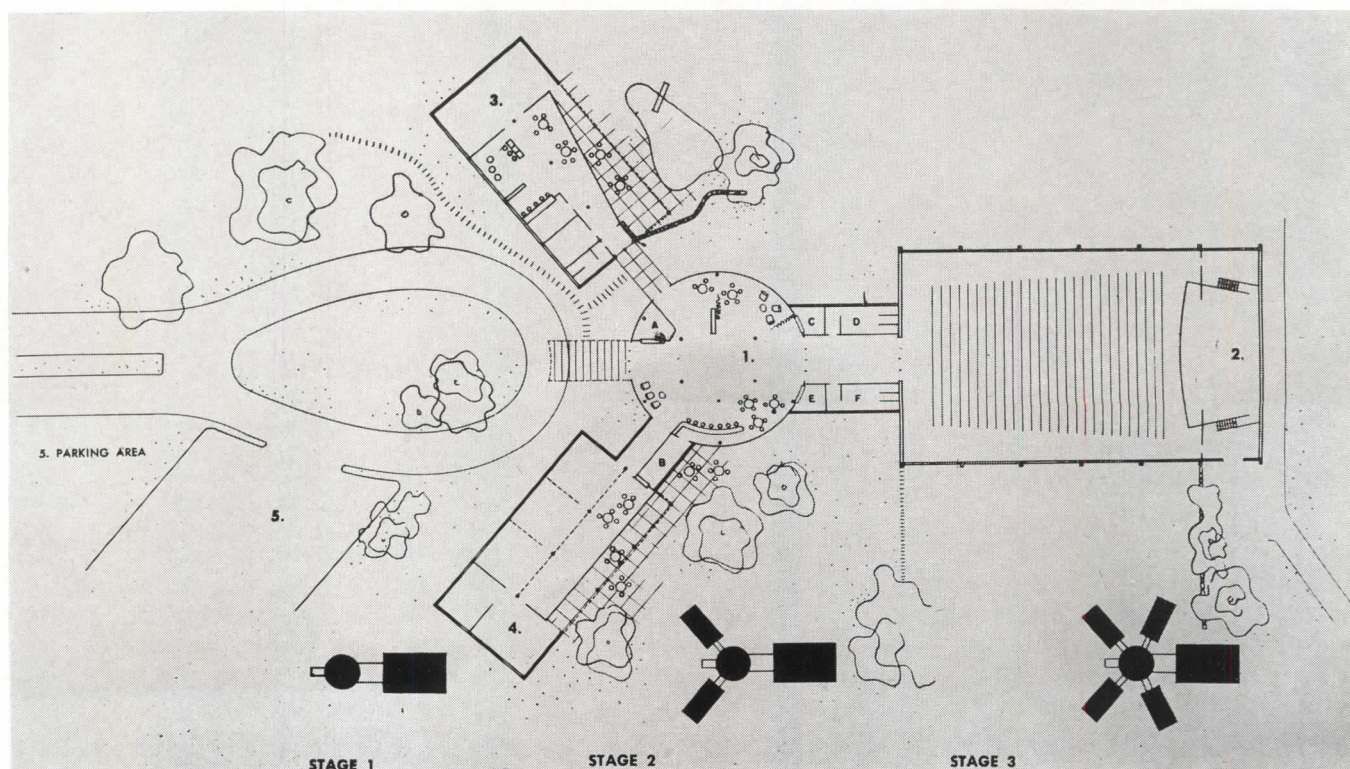 3.
A
C
D
1.
2.
E
F
5. PARKING AREA
B
5.
4.
STAGE 1
STAGE 2
STAGE 3